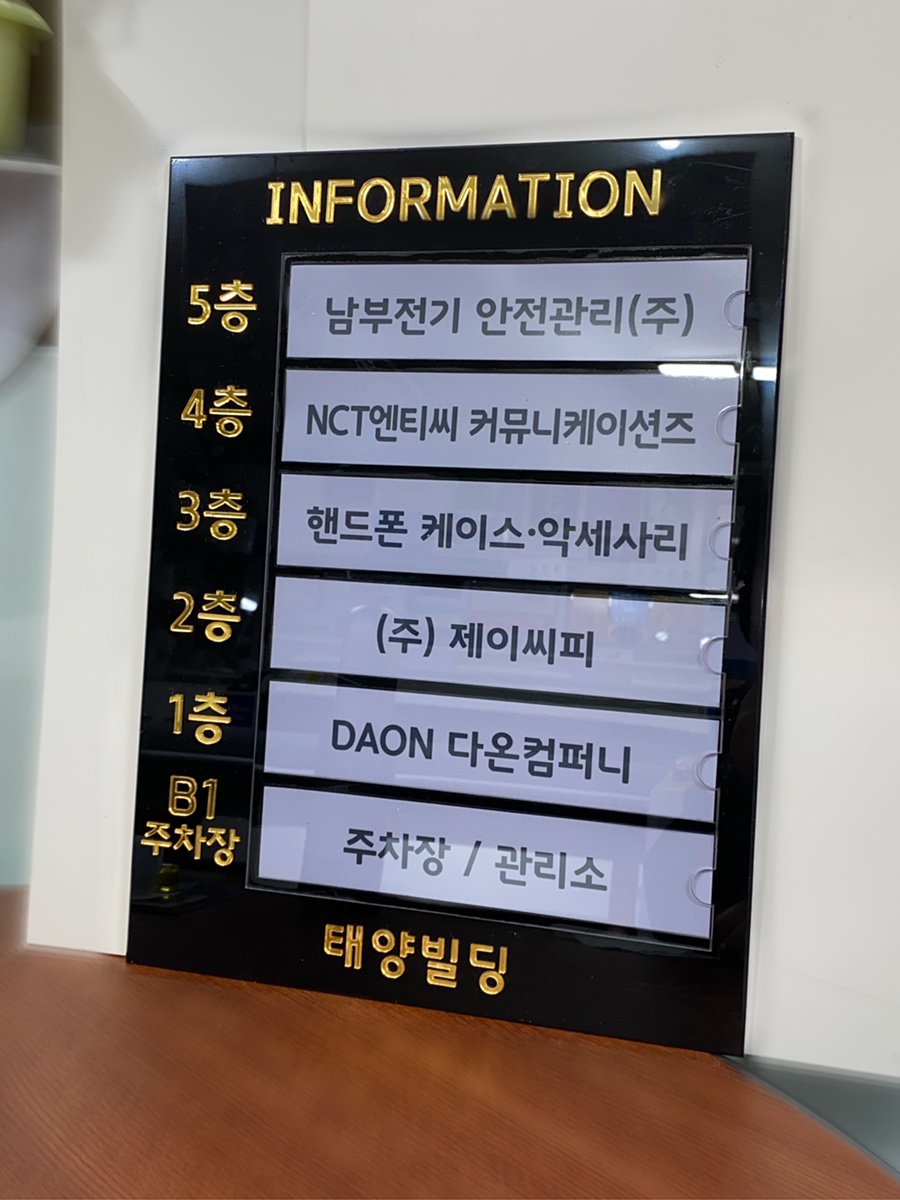 INFORMATION
5층 남부전기 안전관리(주)
4층 NCT엔티씨 커뮤니케이션즈
3층 핸드폰 케이스·악세사리
2층 (주) 제이씨피
1층 DAON 다온컴퍼니
B1
주차장 주차장 / 관리소
태양빌딩